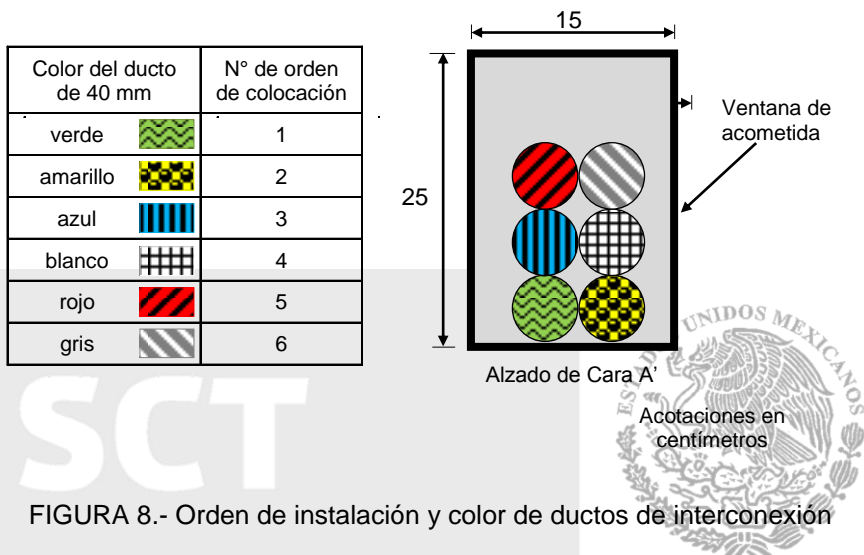 15
Color del ducto
de 40 mm
N° de orden
de colocación
verde 1
amarillo 2
azul 3
blanco 4
rojo 5
gris 6
25
Ventana de
acometida
Alzado de Cara A’
Acotaciones en
centímetros
SCT
UNIDOS MEXICANOS
FIGURA 8.- Orden de instalación y color de ductos de interconexión